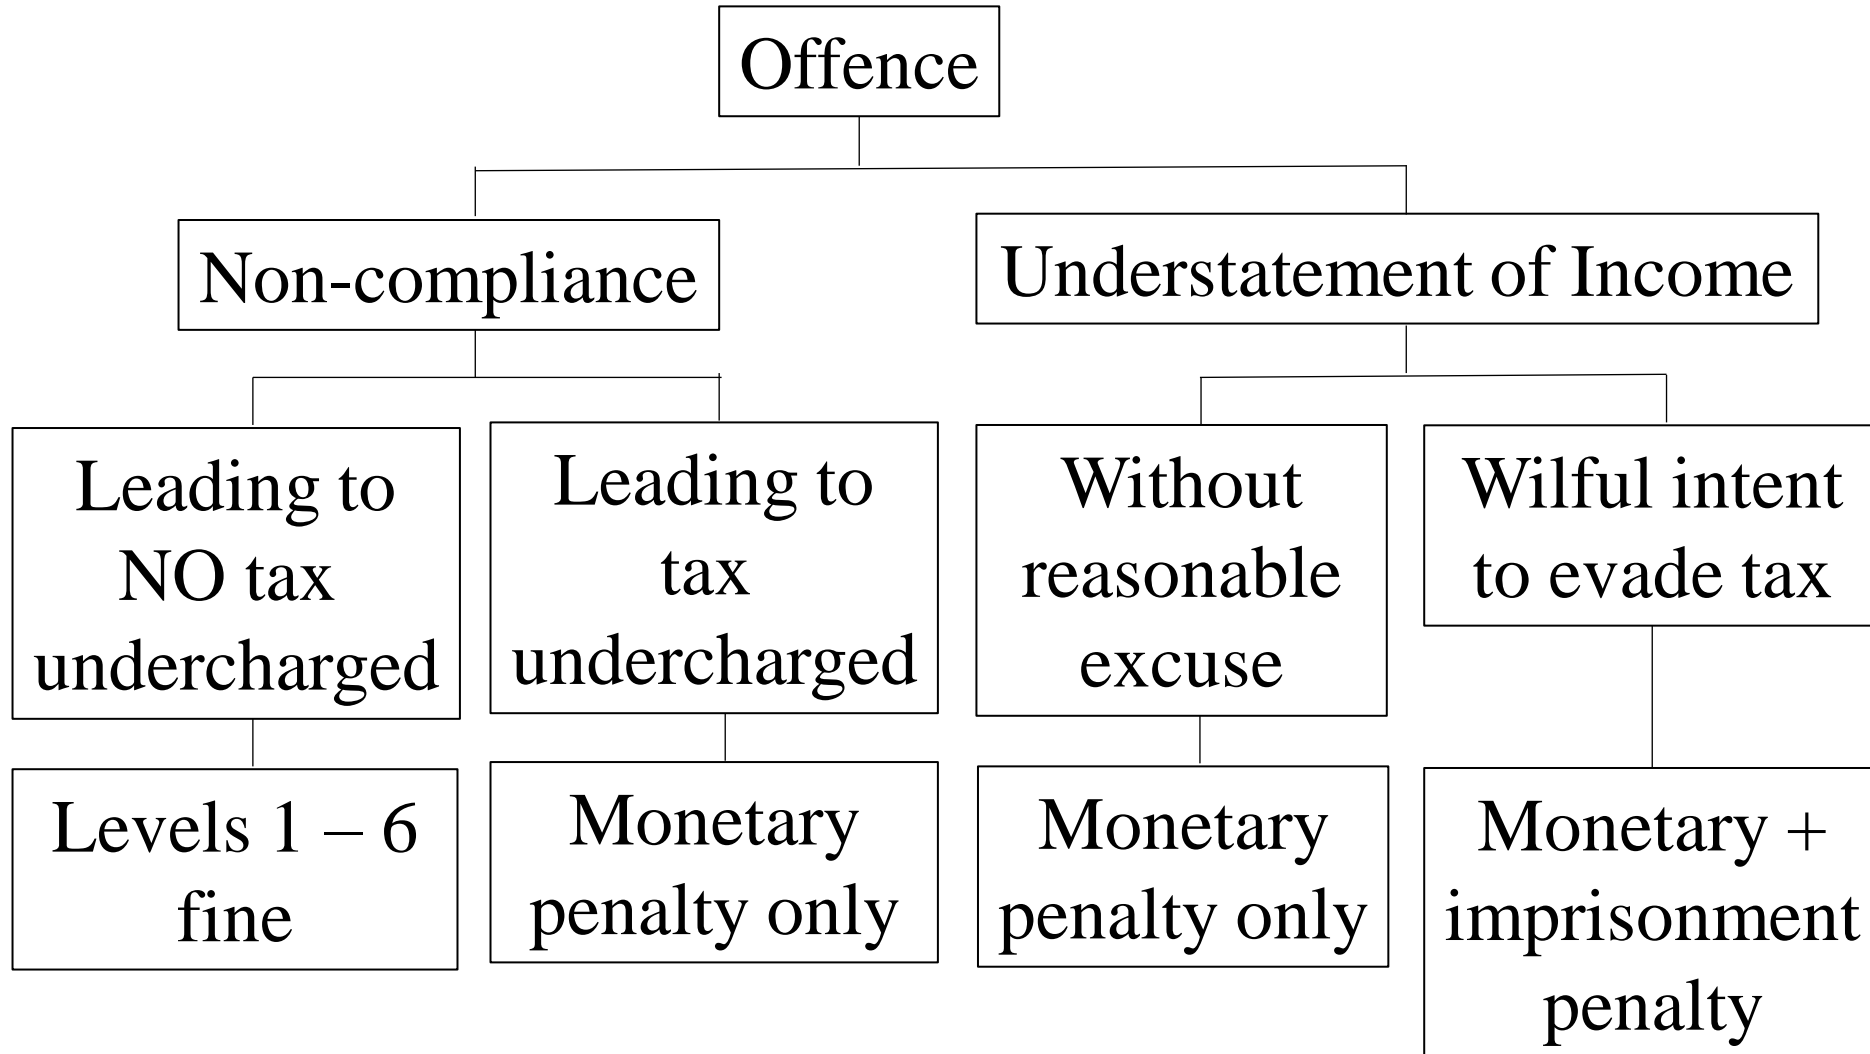 Offence
Non-compliance
Understatement of Income
Leading to
NO tax
undercharged
Leading to
tax
undercharged
Without
reasonable
excuse
Wilful intent
to evade tax
Levels 1 – 6
fine
Monetary
penalty only
Monetary
penalty only
Monetary +
imprisonment
penalty